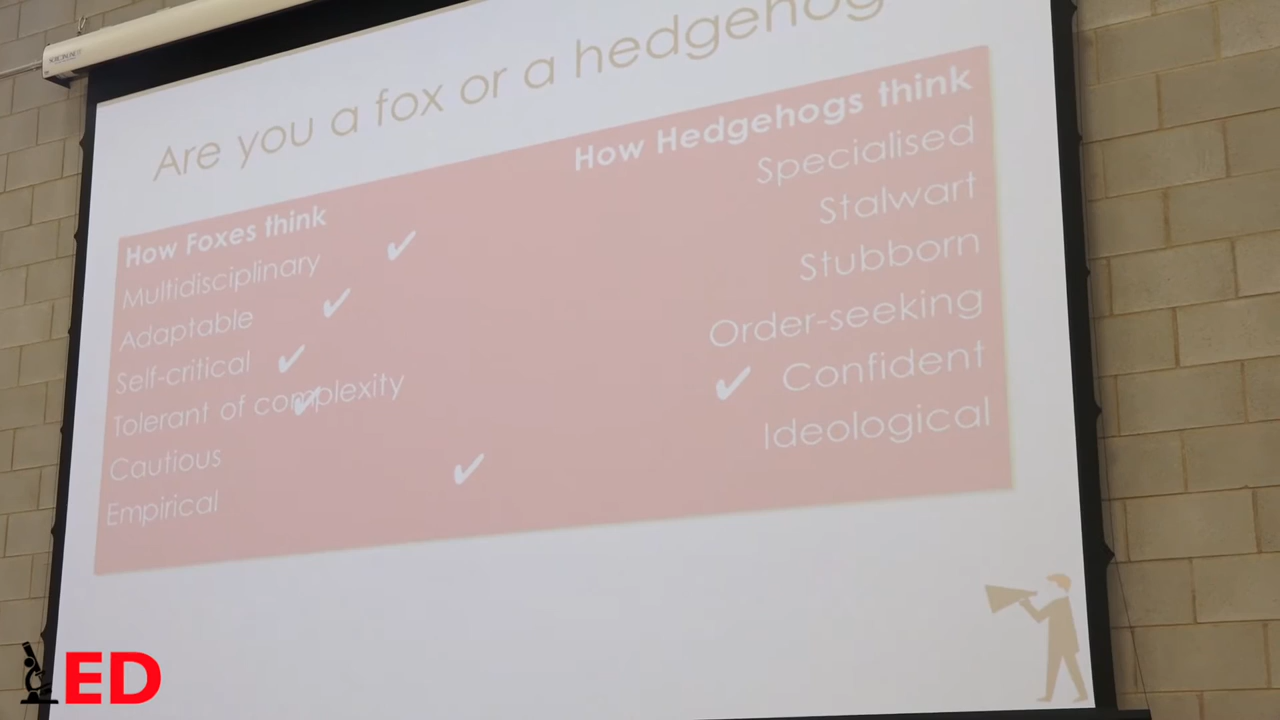 Are you a fox or a hedgehog
How Foxes think
Multidisciplinary
Adaptable
Self-critical
Tolerant of complexity
Cautious
Empirical
How Hedgehogs think
Specialised
Stalwart
Stubborn
Order-seeking
Confident
Ideological
ED